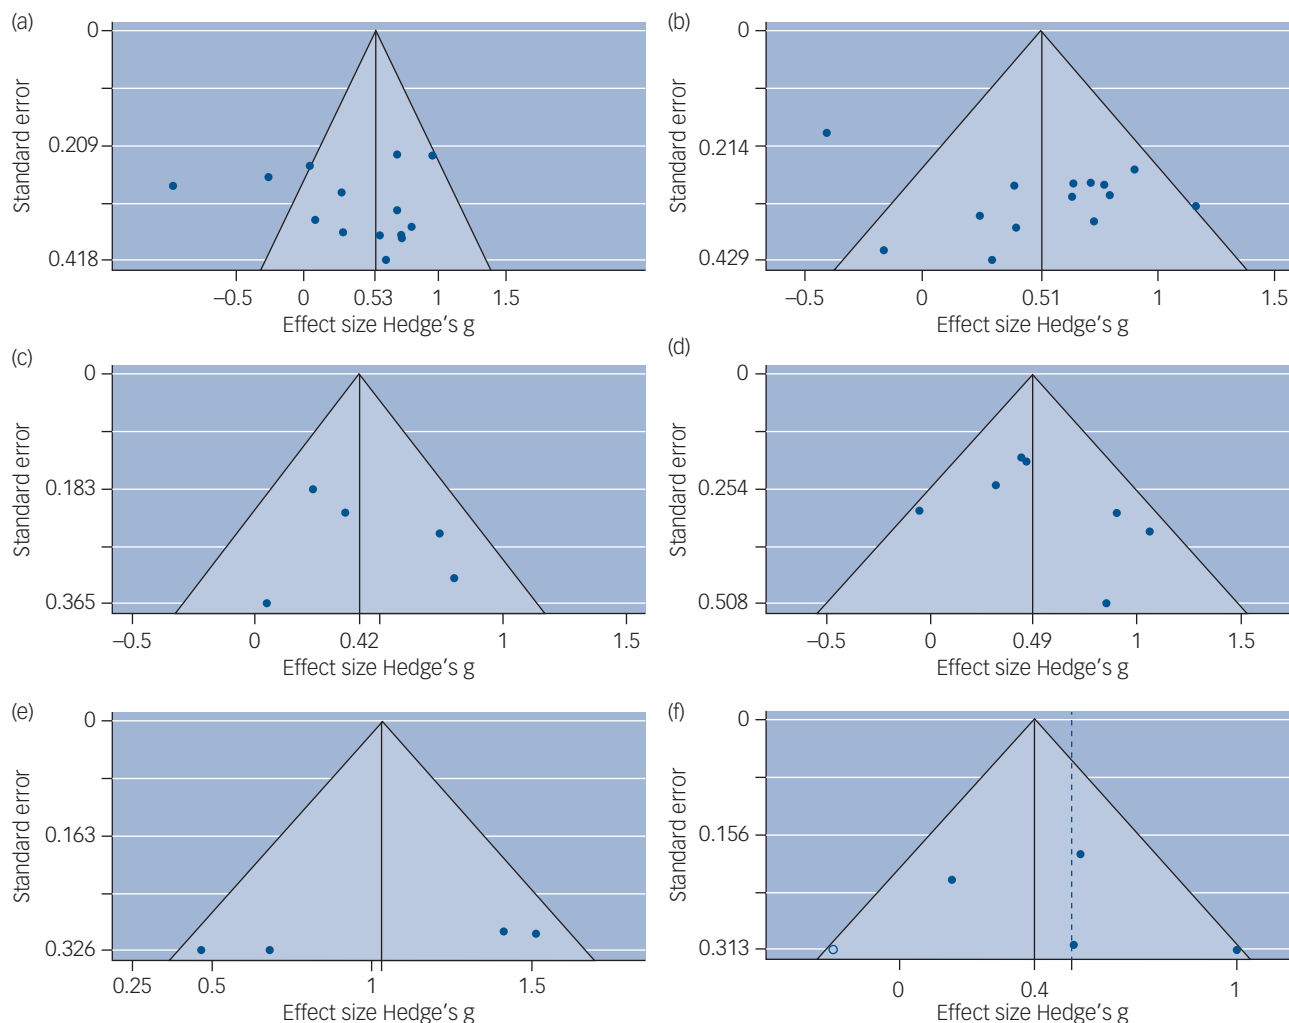 (a)
0
0.209
0.418
Standard error
−0.5 0 0.53 1 1.5
Effect size Hedge's g
(b)
0
0.214
0.429
Standard error
−0.5 0 0.51 1 1.5
Effect size Hedge's g
(c)
0
0.183
0.365
Standard error
−0.5 0 0.42 1 1.5
Effect size Hedge's g
(d)
0
0.254
0.508
Standard error
−0.5 0 0.49 1 1.5
Effect size Hedge's g
(e)
0
0.163
0.326
Standard error
0.25 0.5 1 1.5
Effect size Hedge's g
(f)
0
0.156
0.313
Standard error
0 0.4 1
Effect size Hedge's g